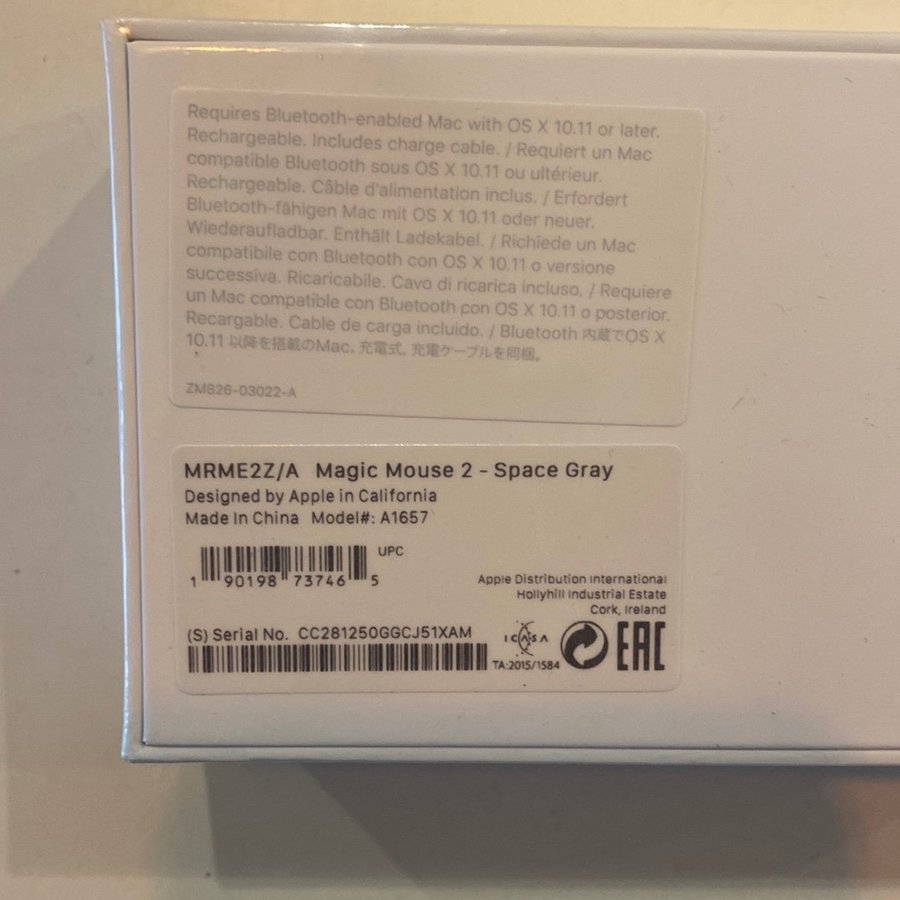 Requires Bluetooth-enabled Mac with OS X 10.11 or later.
Rechargeable. Includes charge cable. / Requiert un Mac
compatible Bluetooth sous OS X 10.11 ou ultérieur.
Rechargeable. Câble d'alimentation inclus. / Erfordert
Bluetooth-fähigen Mac mit OS X 10.11 oder neuer.
Wiederaufladbar. Enthält Ladekabel. / Richiede un Mac
compatibile con Bluetooth con OS X 10.11 o versione
successiva. Ricaricabile. Cavo di ricarica incluso. / Requiere
un Mac compatible con Bluetooth con OS X 10.11 o posterior.
Recargable. Cable de carga incluido. / Bluetooth 内蔵でOS X
10.11 以降を搭載のMac。充電式。充電ケーブルを同梱。
ZM826-03022-A
MRME2Z/A Magic Mouse 2 - Space Gray
Designed by Apple in California
Made In China Model#: A1657
UPC
1 90198 73746 5
Apple Distribution International
Hollyhill Industrial Estate
Cork, Ireland
(S) Serial No. CC281250GGCJ51XAM
ICASA
TA:2015/1584
EAC